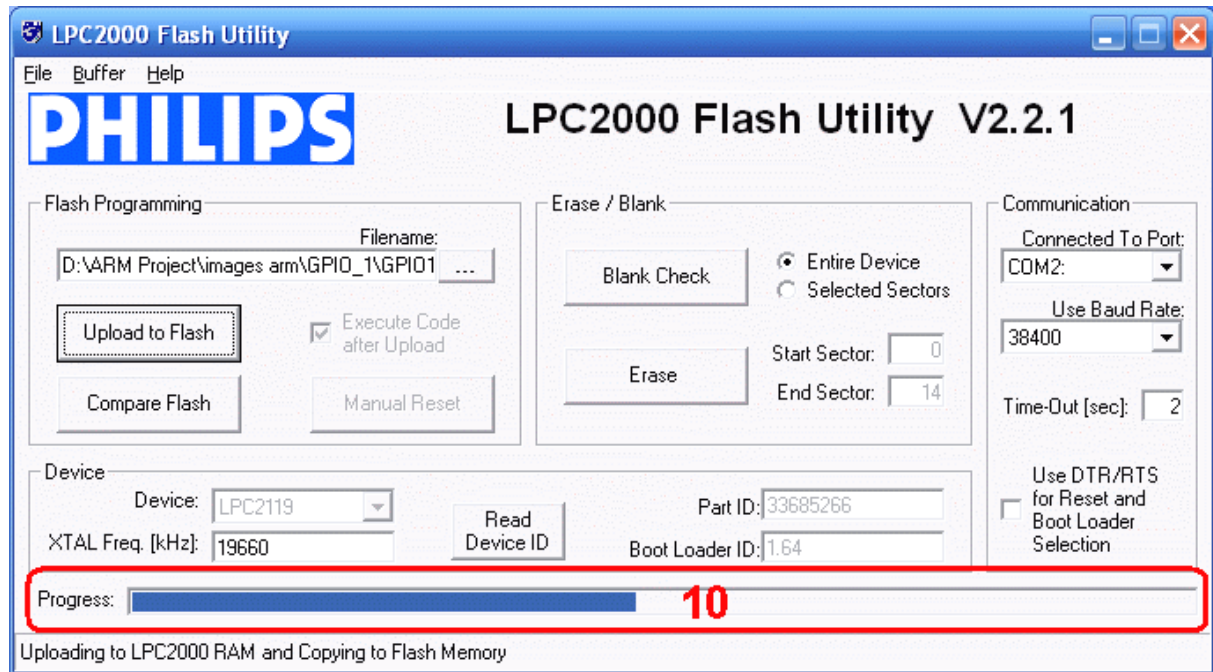 LPC2000 Flash Utility
File Buffer Help
PHILIPS
LPC2000 Flash Utility V2.2.1
Flash Programming
Filename:
D:\ARM Project\images arm\GPIO_1\GPIO1
...
Upload to Flash
Execute Code
after Upload
Compare Flash
Manual Reset
Erase / Blank
Blank Check
Entire Device
Selected Sectors
Erase
Start Sector: 0
End Sector: 14
Communication
Connected To Port:
COM2:
Use Baud Rate:
38400
Time-Out [sec]: 2
Use DTR/RTS
for Reset and
Boot Loader
Selection
Device
Device: LPC2119
XTAL Freq. [kHz]: 19660
Read
Device ID
Part ID: 33685266
Boot Loader ID: 1.64
Progress:
10
Uploading to LPC2000 RAM and Copying to Flash Memory